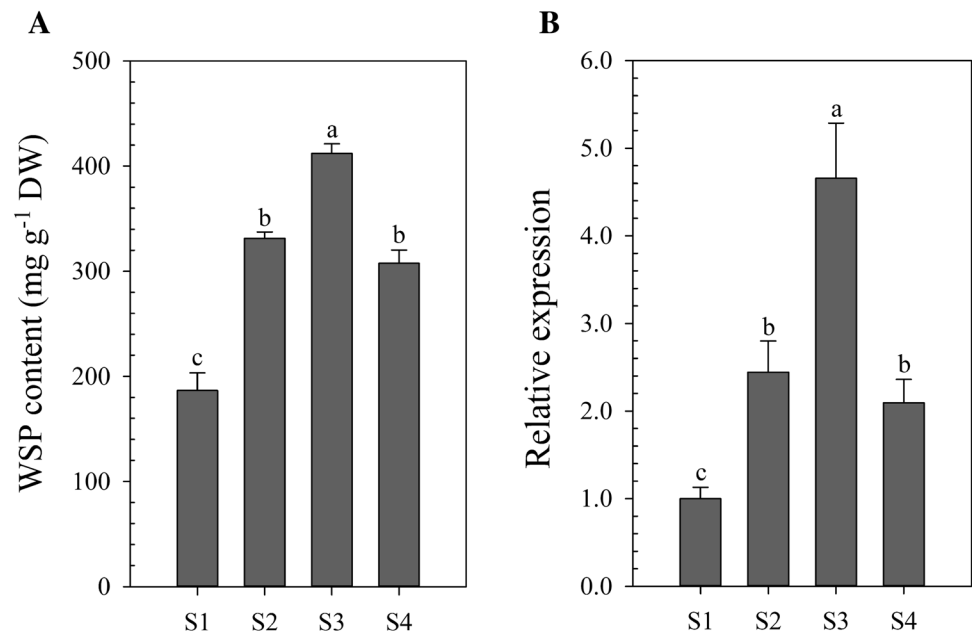 A
WSP content (mg g-1 DW)
500
400
300
200
100
0
c
b
a
b
S1 S2 S3 S4
B
Relative expression
6.0
5.0
4.0
3.0
2.0
1.0
0.0
c
b
a
b
S1 S2 S3 S4